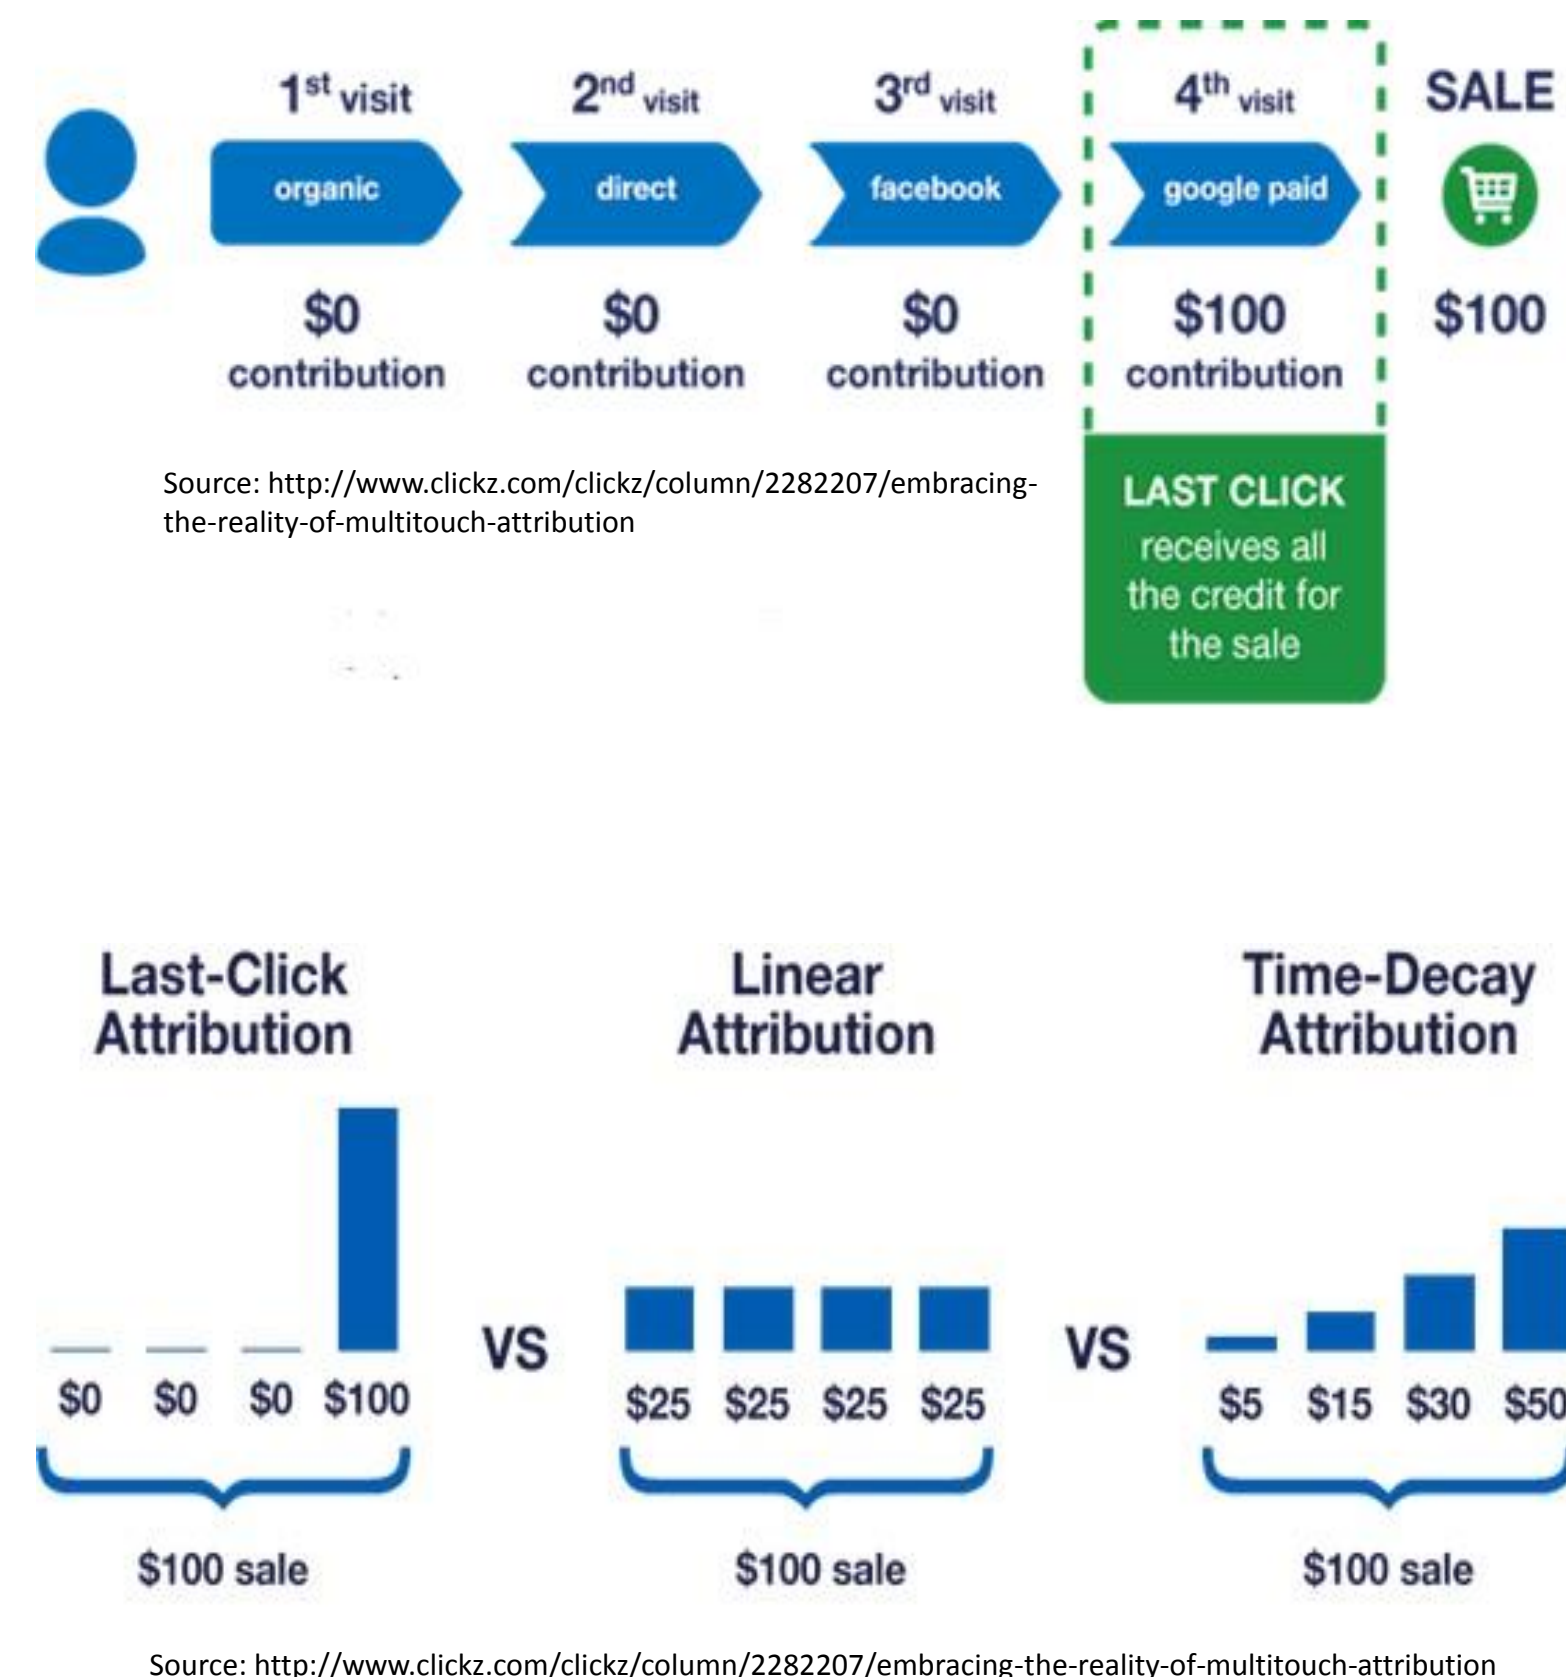 1st visit
2nd visit
3rd visit
4th visit
SALE
organic
direct
facebook
google paid
$0
contribution
$0
contribution
$0
contribution
$100
contribution
$100
Source: http://www.clickz.com/clickz/column/2282207/embracing-
the-reality-of-multitouch-attribution
LAST CLICK
receives all
the credit for
the sale
Last-Click
Attribution
Linear
Attribution
Time-Decay
Attribution
VS
VS
$0 $0 $0 $100
$25 $25 $25 $25
$5 $15 $30 $50
$100 sale
$100 sale
$100 sale
Source: http://www.clickz.com/clickz/column/2282207/embracing-the-reality-of-multitouch-attribution